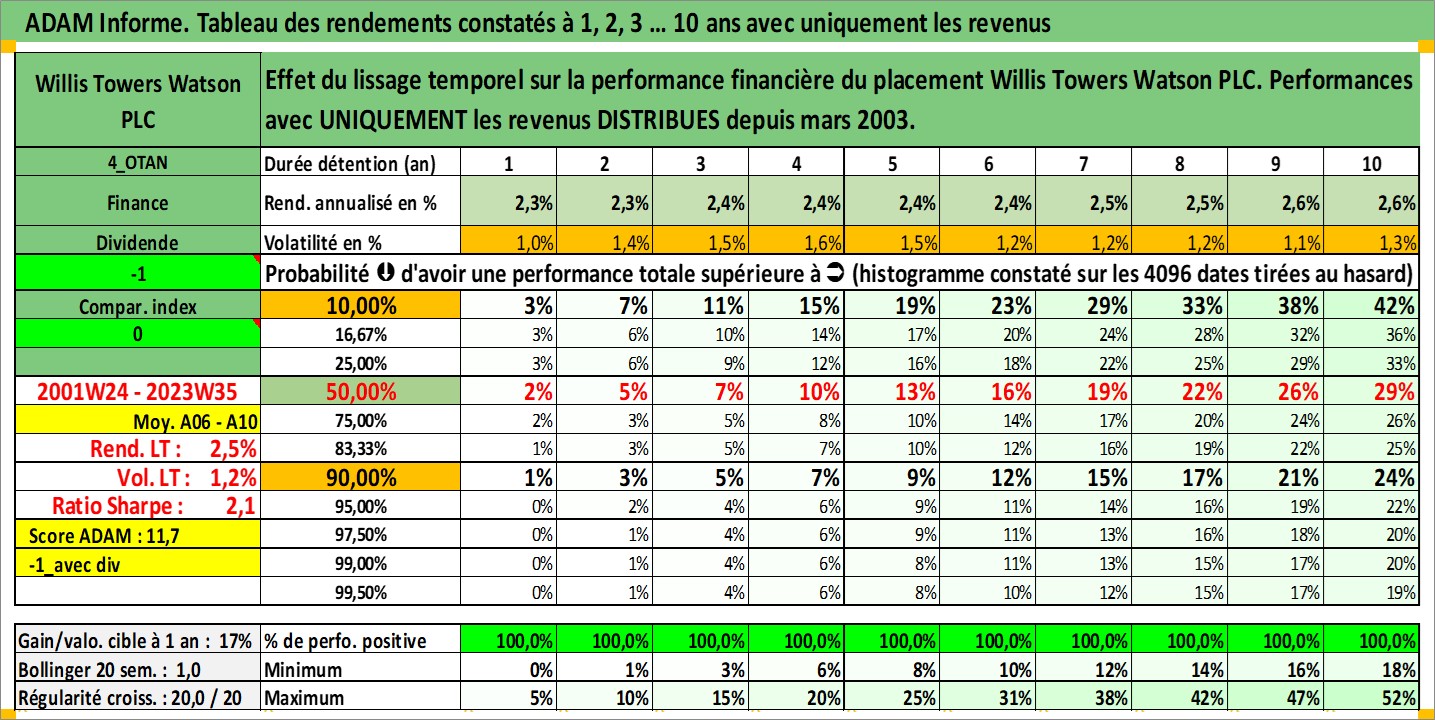 ADAM Informe. Tableau des rendements constatés à 1, 2, 3 ... 10 ans avec uniquement les revenus
Willis Towers Watson PLC
Effet du lissage temporel sur la performance financière du placement Willis Towers Watson PLC. Performances
avec UNIQUEMENT les revenus DISTRIBUES depuis mars 2003.
4_OTAN Durée détention (an) 1 2 3 4 5 6 7 8 9 10
Finance Rend. annualisé en % 2,3% 2,3% 2,4% 2,4% 2,4% 2,4% 2,5% 2,5% 2,6% 2,6%
Dividende Volatilité en % 1,0% 1,4% 1,5% 1,6% 1,5% 1,2% 1,2% 1,2% 1,1% 1,3%
-1 Probabilité d'avoir une performance totale supérieure à (histogramme constaté sur les 4096 dates tirées au hasard)
Compar. index 10,00% 3% 7% 11% 15% 19% 23% 29% 33% 38% 42%
0 16,67% 3% 6% 10% 14% 17% 20% 24% 28% 32% 36%
25,00% 3% 6% 9% 12% 16% 18% 22% 25% 29% 33%
2001W24 - 2023W35 50,00% 2% 5% 7% 10% 13% 16% 19% 22% 26% 29%
Moy. A06 - A10 75,00% 2% 3% 5% 8% 10% 14% 17% 20% 24% 26%
Rend. LT : 2,5% 83,33% 1% 3% 5% 7% 10% 12% 16% 19% 22% 25%
Vol. LT : 1,2% 90,00% 1% 3% 5% 7% 9% 12% 15% 17% 21% 24%
Ratio Sharpe : 2,1 95,00% 0% 2% 4% 6% 9% 11% 14% 16% 19% 22%
Score ADAM : 11,7 97,50% 0% 1% 4% 6% 9% 11% 13% 16% 18% 20%
-1_avec div 99,00% 0% 1% 4% 6% 8% 11% 13% 15% 17% 20%
99,50% 0% 1% 4% 6% 8% 10% 12% 15% 17% 19%
Gain/valo. cible à 1 an : 17% % de perfo. positive 100,0% 100,0% 100,0% 100,0% 100,0% 100,0% 100,0% 100,0% 100,0% 100,0%
Bollinger 20 sem. : 1,0 Minimum 0% 1% 3% 6% 8% 10% 12% 14% 16% 18%
Régularité croiss. : 20,0 / 20 Maximum 5% 10% 15% 20% 25% 31% 38% 42% 47% 52%